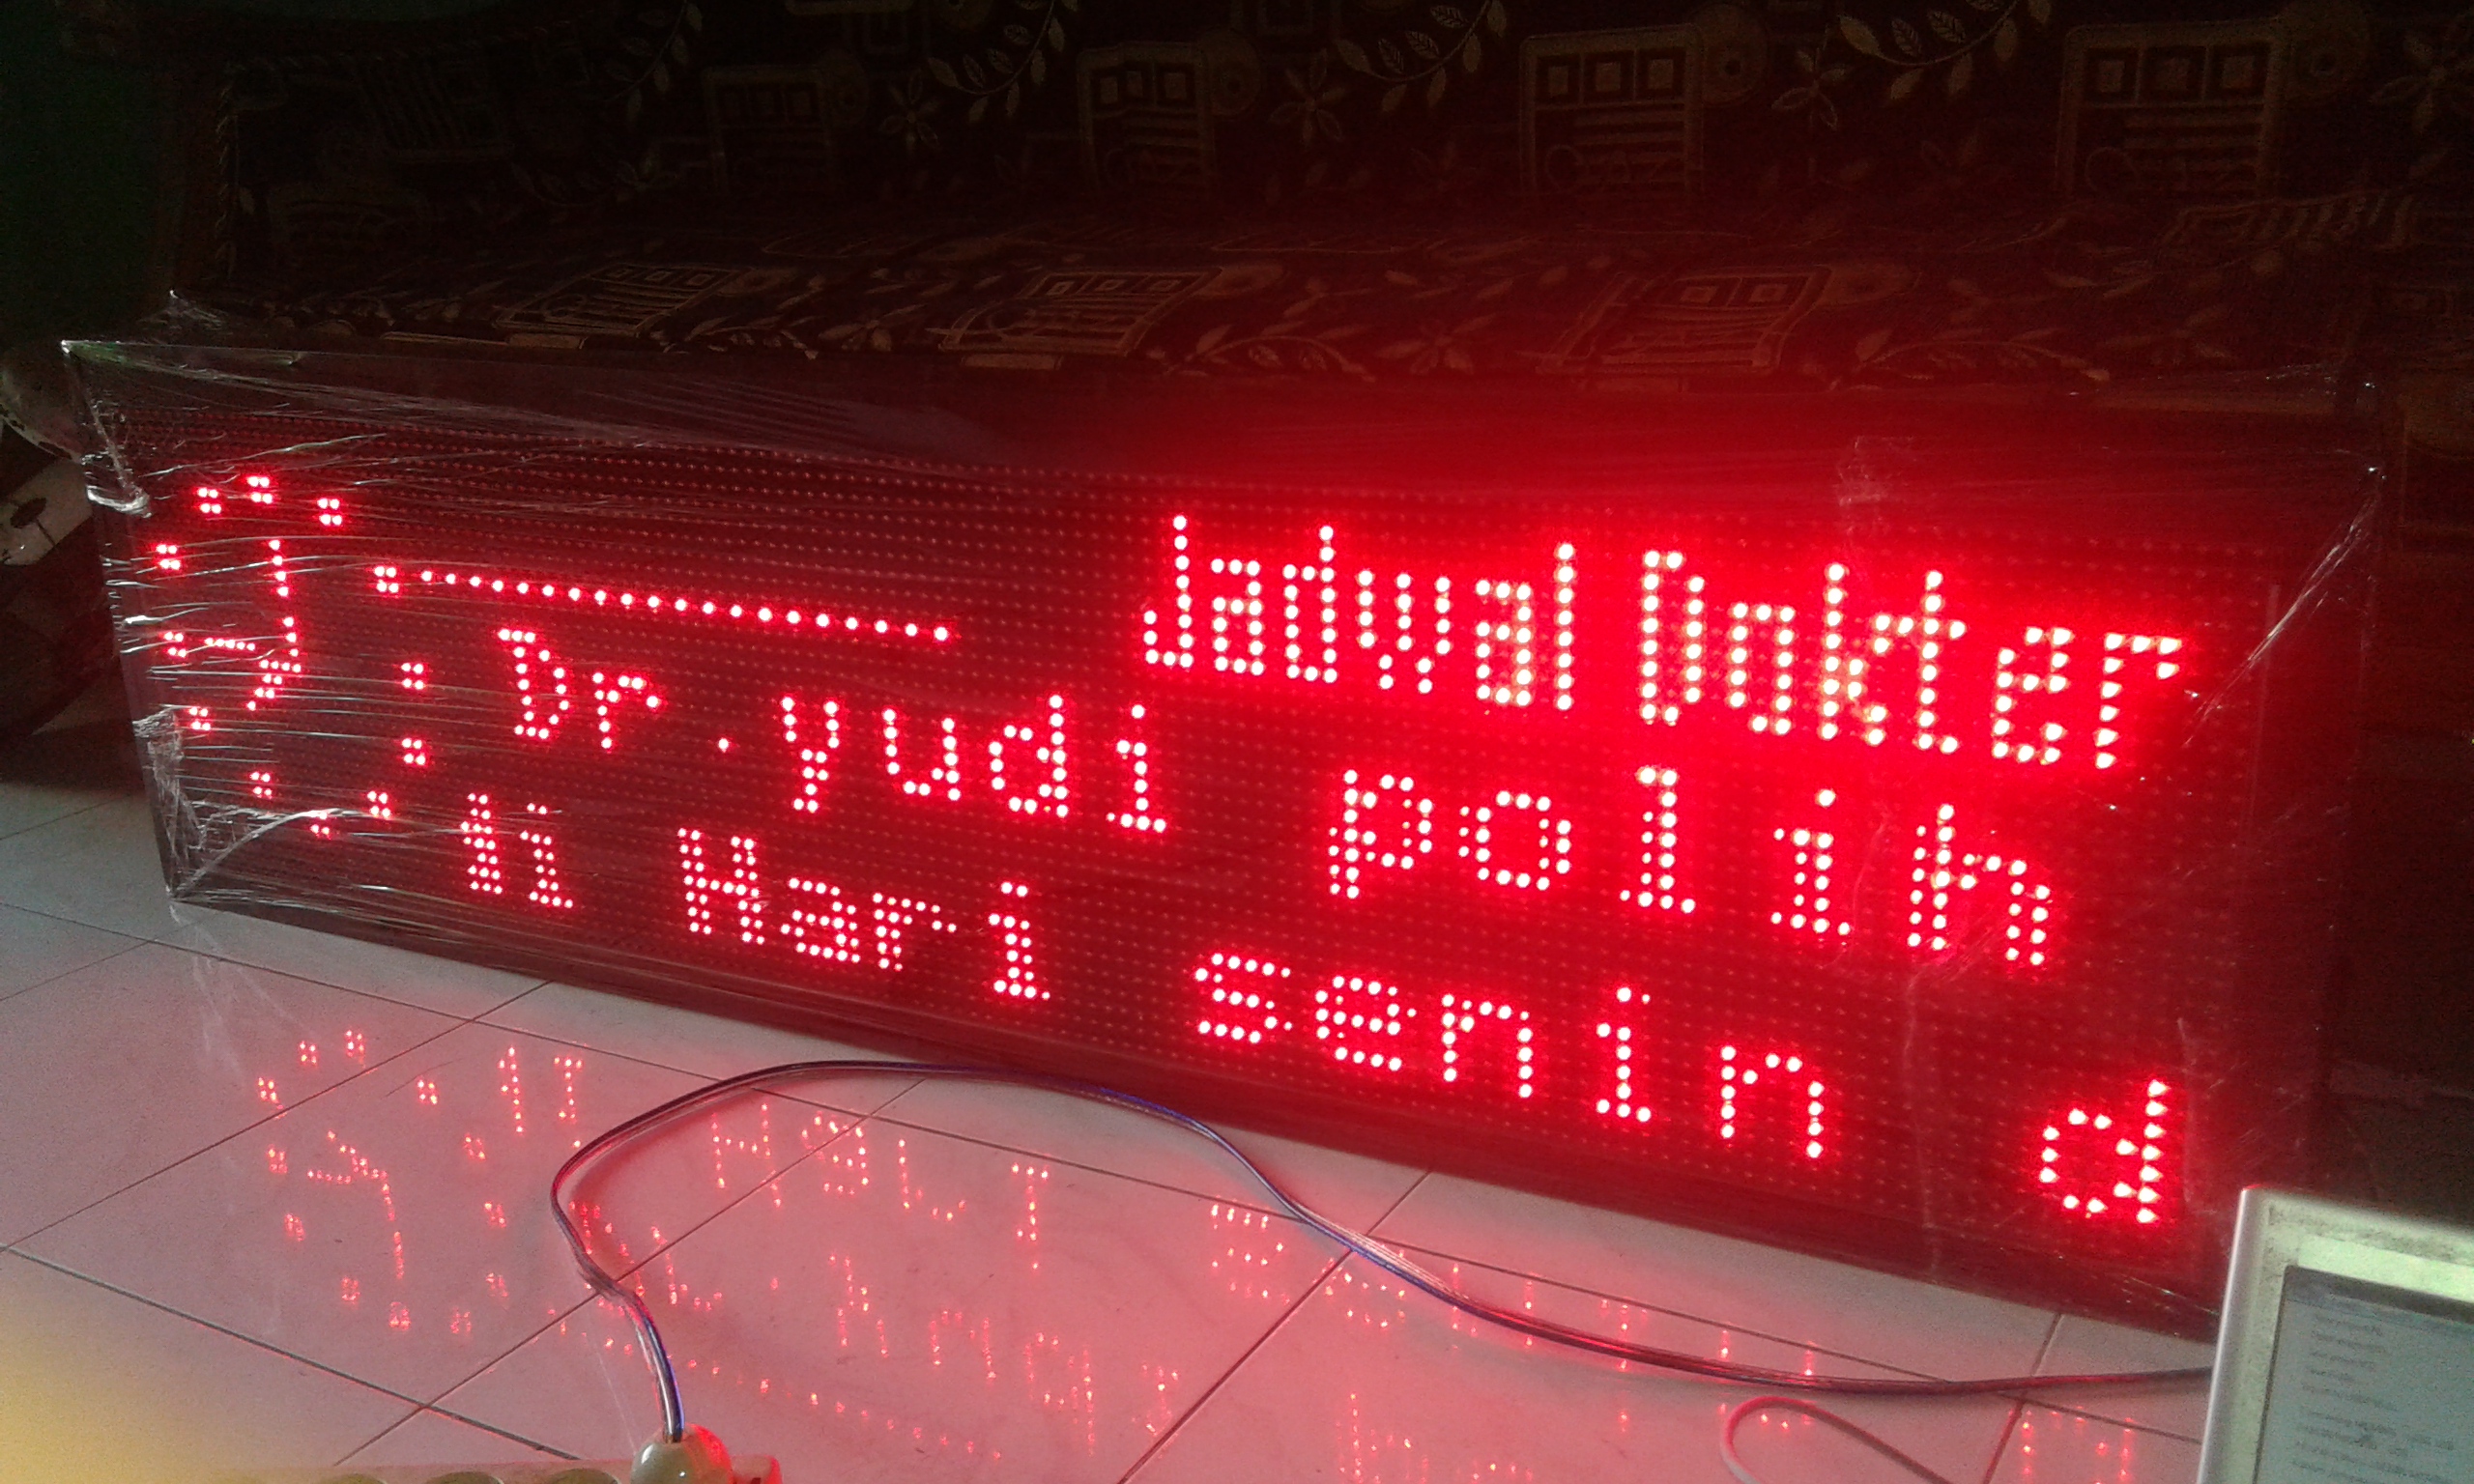 Jadwal Dokter
Dr.yudi poli
Hari senin d